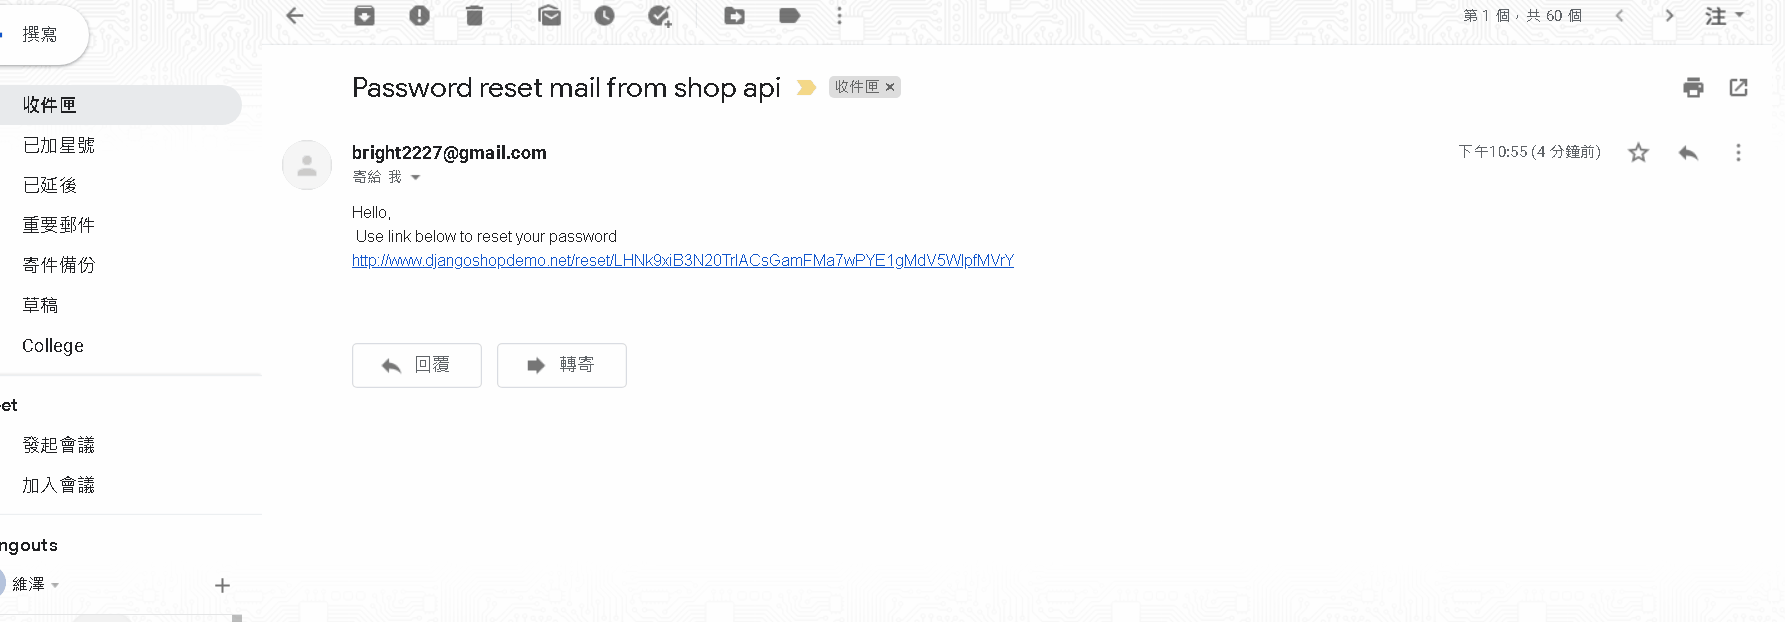 撰寫
第 1 個，共 60 個
注
收件匣
已加星號
已延後
重要郵件
寄件備份
草稿
College
et
發起會議
加入會議
ngouts
維澤
Password reset mail from shop api
收件匣 ×
bright2227@gmail.com
下午10:55 (4 分鐘前)
寄給 我
Hello,
Use link below to reset your password
http://www.djangoshopdemo.net/reset/LHNk9xiB3N20TrlACsGamFMa7wPYE1gMdV5WlpfMVrY
回覆
轉寄